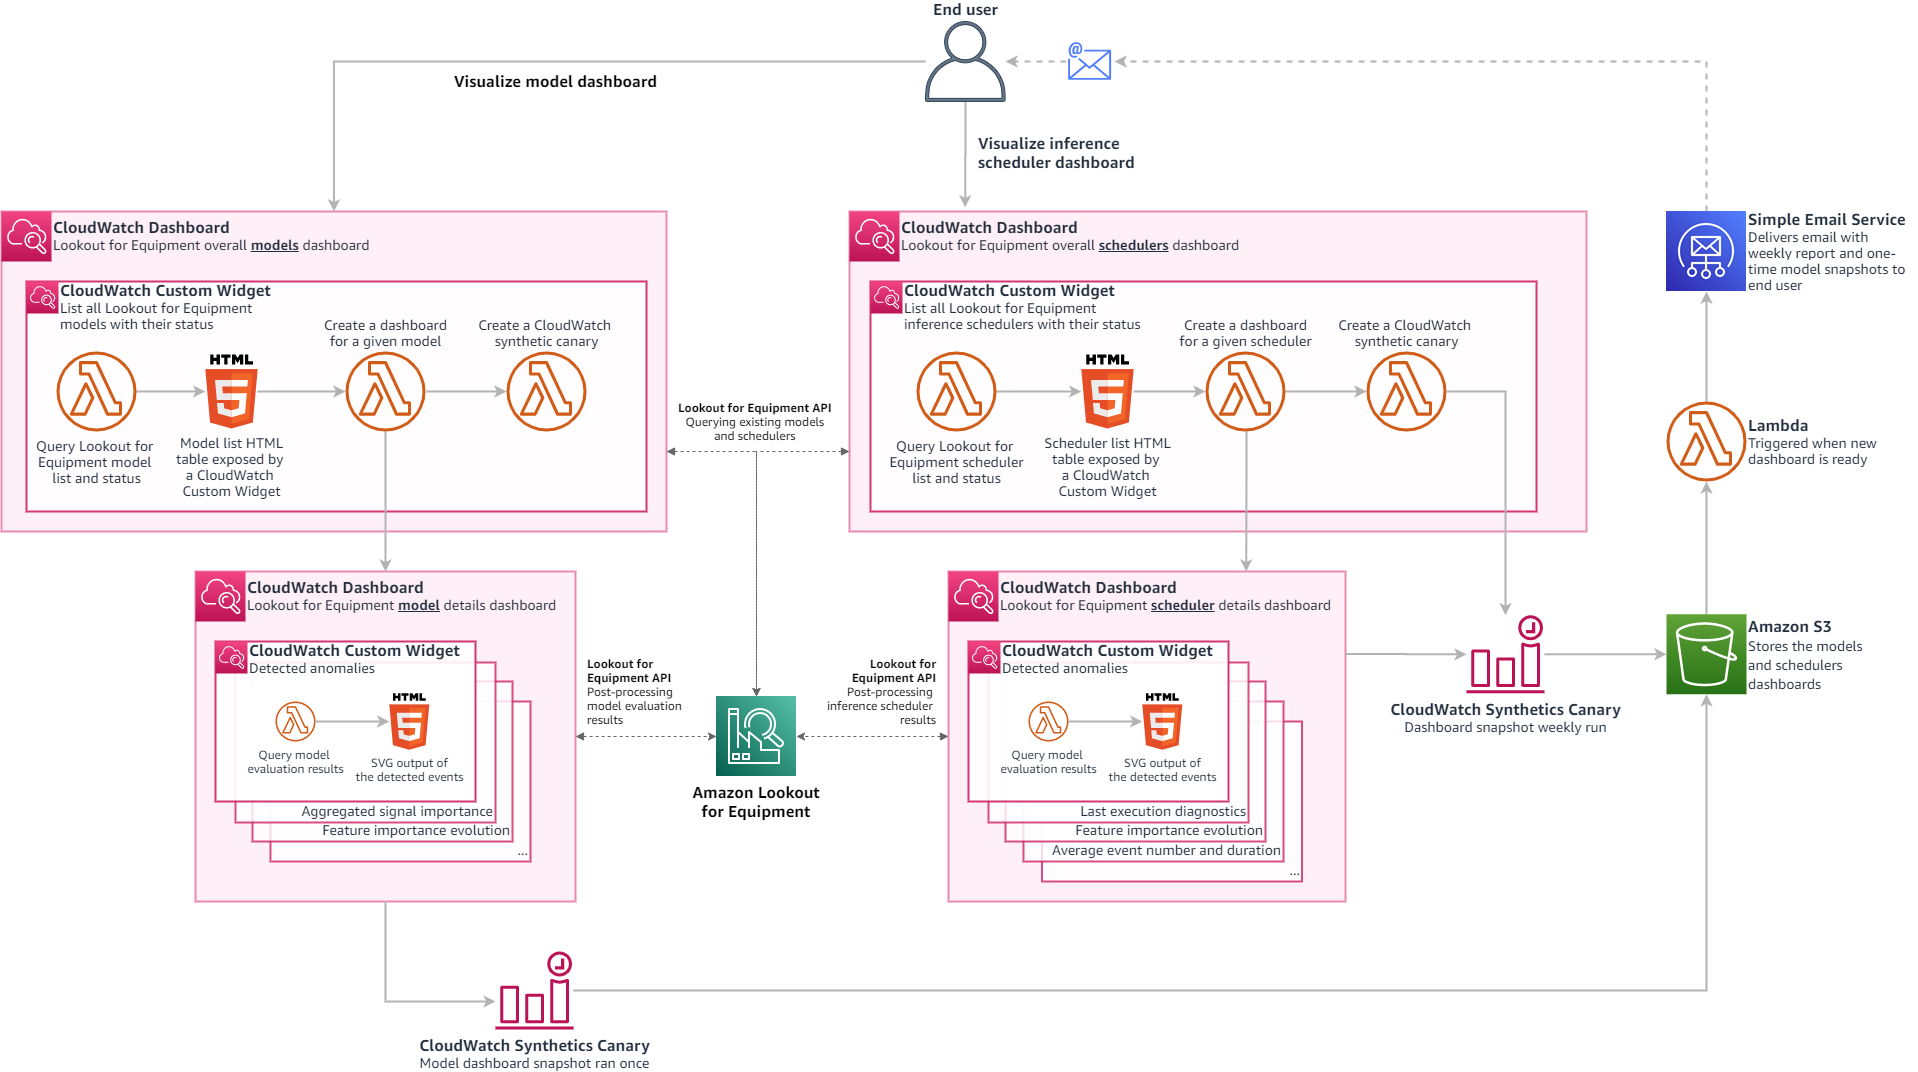 End user
Visualize model dashboard
Visualize inference
scheduler dashboard
@
CloudWatch Dashboard
Lookout for Equipment overall models dashboard
CloudWatch Custom Widget
List all Lookout for Equipment
models with their status
Create a dashboard
for a given model
Create a CloudWatch
synthetic canary
HTML
5
Query Lookout for
Equipment model
list and status
Model list HTML
table exposed by
a CloudWatch
Custom Widget
Lookout for Equipment API
Querying existing models
and schedulers
CloudWatch Dashboard
Lookout for Equipment overall schedulers dashboard
CloudWatch Custom Widget
List all Lookout for Equipment
inference schedulers with their status
Create a dashboard
for a given scheduler
Create a CloudWatch
synthetic canary
HTML
5
Query Lookout for
Equipment scheduler
list and status
Scheduler list HTML
table exposed by
a CloudWatch
Custom Widget
Simple Email Service
Delivers email with
weekly report and one-
time model snapshots to
end user
Lambda
Triggered when new
dashboard is ready
CloudWatch Dashboard
Lookout for Equipment model details dashboard
CloudWatch Custom Widget
Detected anomalies
HTML
5
Query model
evaluation results
SVG output of
the detected events
Aggregated signal importance
Feature importance evolution
...
Lookout for
Equipment API
Post-processing
model evaluation
results
Amazon Lookout
for Equipment
Lookout for
Equipment API
Post-processing
inference scheduler
results
CloudWatch Dashboard
Lookout for Equipment scheduler details dashboard
CloudWatch Custom Widget
Detected anomalies
HTML
5
Query model
evaluation results
SVG output of
the detected events
Last execution diagnostics
Feature importance evolution
Average event number and duration
...
CloudWatch Synthetics Canary
Dashboard snapshot weekly run
Amazon S3
Stores the models
and schedulers
dashboards
CloudWatch Synthetics Canary
Model dashboard snapshot ran once